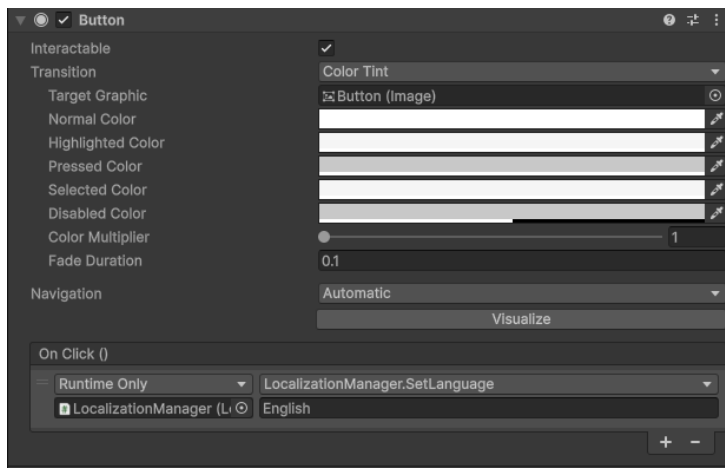 Button
Interactable
Transition Color Tint
Target Graphic Button (Image)
Normal Color
Highlighted Color
Pressed Color
Selected Color
Disabled Color
Color Multiplier 1
Fade Duration 0.1
Navigation Automatic
Visualize
On Click ()
Runtime Only LocalizationManager.SetLanguage
LocalizationManager (L English